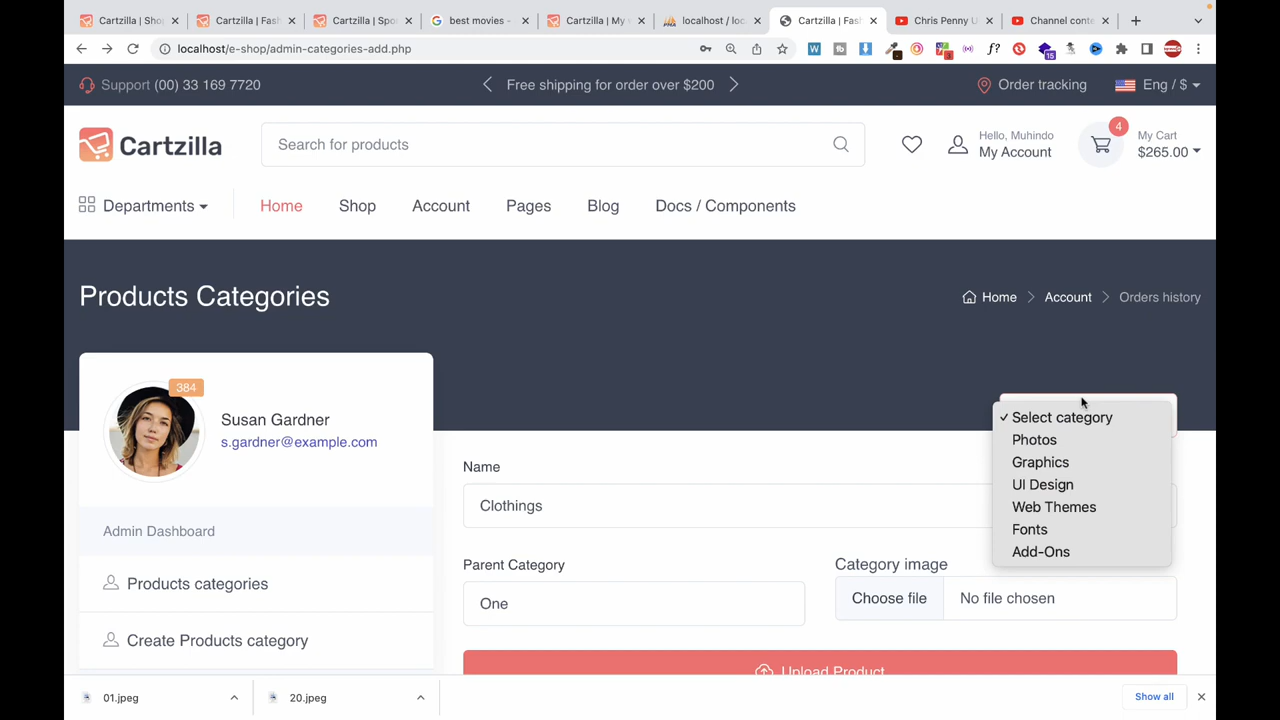 Cartzilla | Sho
Cartzilla | Fash
Cartzilla | Spo
best movies -
Cartzilla | My
localhost / loc
Cartzilla | Fas
Chris Penny U
Channel conte
localhost/e-shop/admin-categories-add.php
Support (00) 33 169 7720
Free shipping for order over $200
Order tracking
Eng / $
Cartzilla
Search for products
Hello, Muhindo
My Account
4
My Cart
$265.00
Departments
Home
Shop
Account
Pages
Blog
Docs / Components
Products Categories
Home
Account
Orders history
384
Susan Gardner
s.gardner@example.com
Admin Dashboard
Products categories
Create Products category
✓ Select category
Photos
Graphics
UI Design
Web Themes
Fonts
Add-Ons
Name
Clothings
Parent Category
One
Category image
Choose file
No file chosen
Upload Product
01.jpeg
20.jpeg
Show all